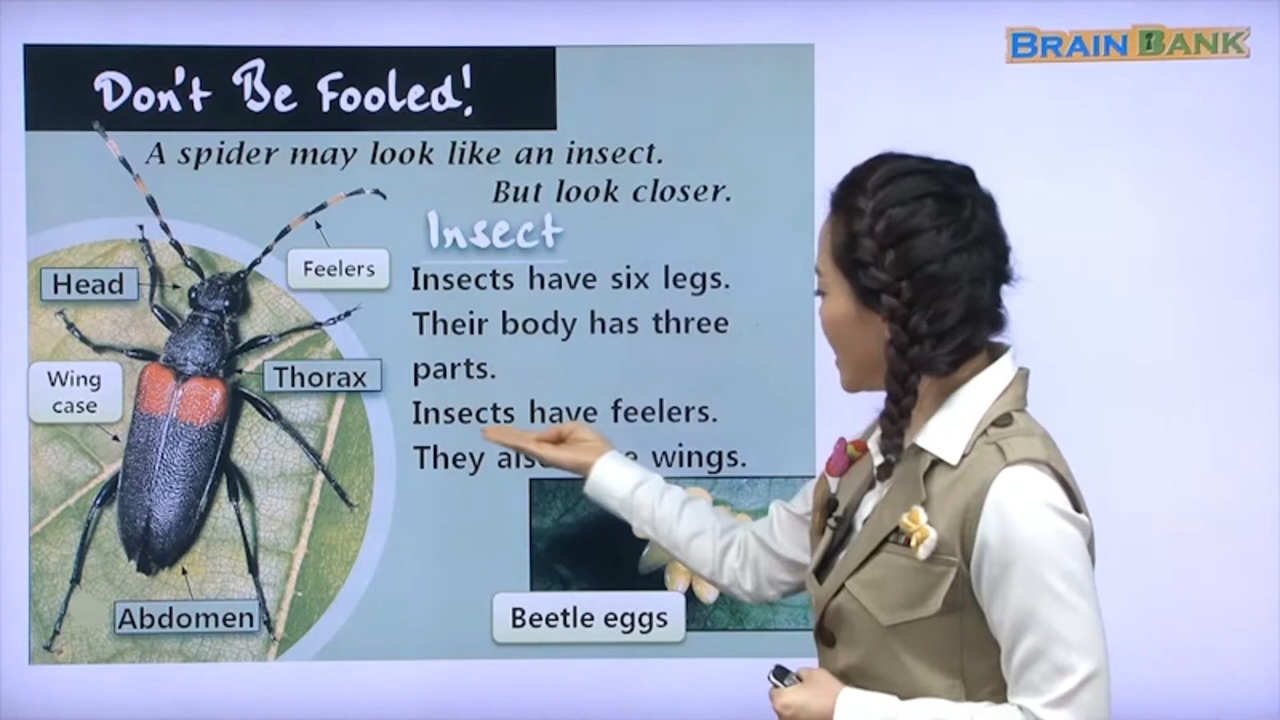 BRAIN BANK
Don't Be Fooled!
A spider may look like an insect.
But look closer.
Insect
Insects have six legs.
Their body has three
parts.
Insects have feelers.
They wings.
Feelers
Head
Thorax
Wing
case
Abdomen
Beetle eggs